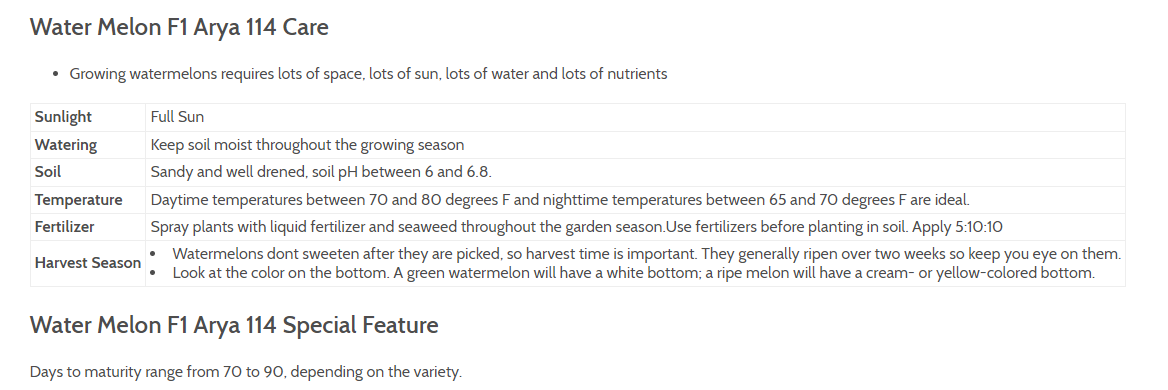 Water Melon F1 Arya 114 Care
• Growing watermelons requires lots of space, lots of sun, lots of water and lots of nutrients
Sunlight Full Sun
Watering Keep soil moist throughout the growing season
Soil Sandy and well drened, soil pH between 6 and 6.8.
Temperature Daytime temperatures between 70 and 80 degrees F and nighttime temperatures between 65 and 70 degrees F are ideal.
Fertilizer Spray plants with liquid fertilizer and seaweed throughout the garden season.Use fertilizers before planting in soil. Apply 5:10:10
Harvest Season
• Watermelons dont sweeten after they are picked, so harvest time is important. They generally ripen over two weeks so keep you eye on them.
• Look at the color on the bottom. A green watermelon will have a white bottom; a ripe melon will have a cream- or yellow-colored bottom.
Water Melon F1 Arya 114 Special Feature
Days to maturity range from 70 to 90, depending on the variety.